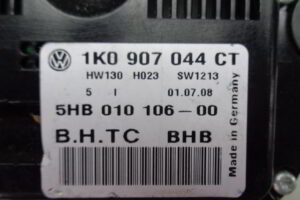 1K0 907 044 CT
HW130 H023 SW1213
5 I 01.07.08
5HB 010 106-00
B.H.TC BHB
Made in Germany